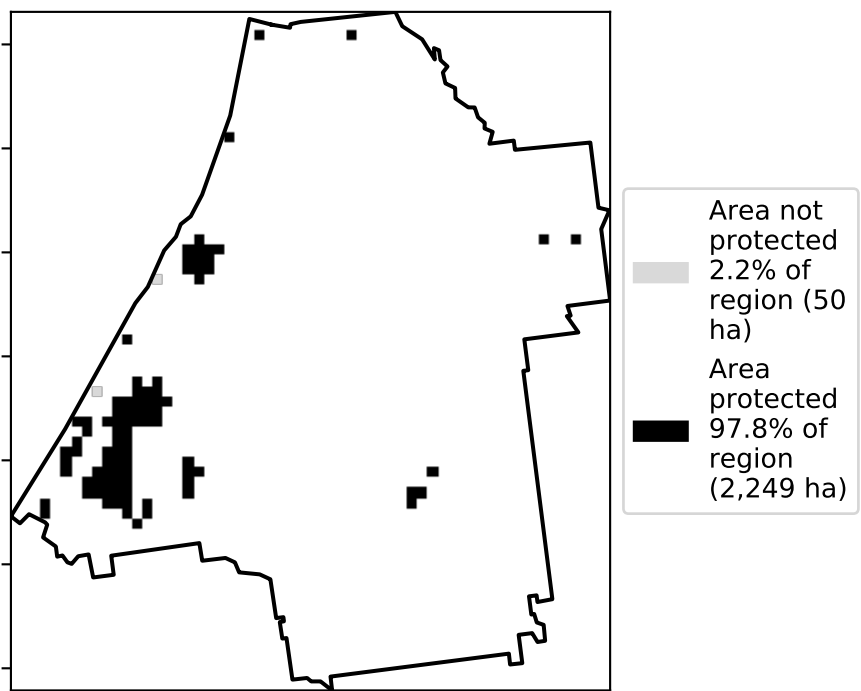 Area not
protected
2.2% of
region (50
ha)
Area
protected
97.8% of
region
(2,249 ha)